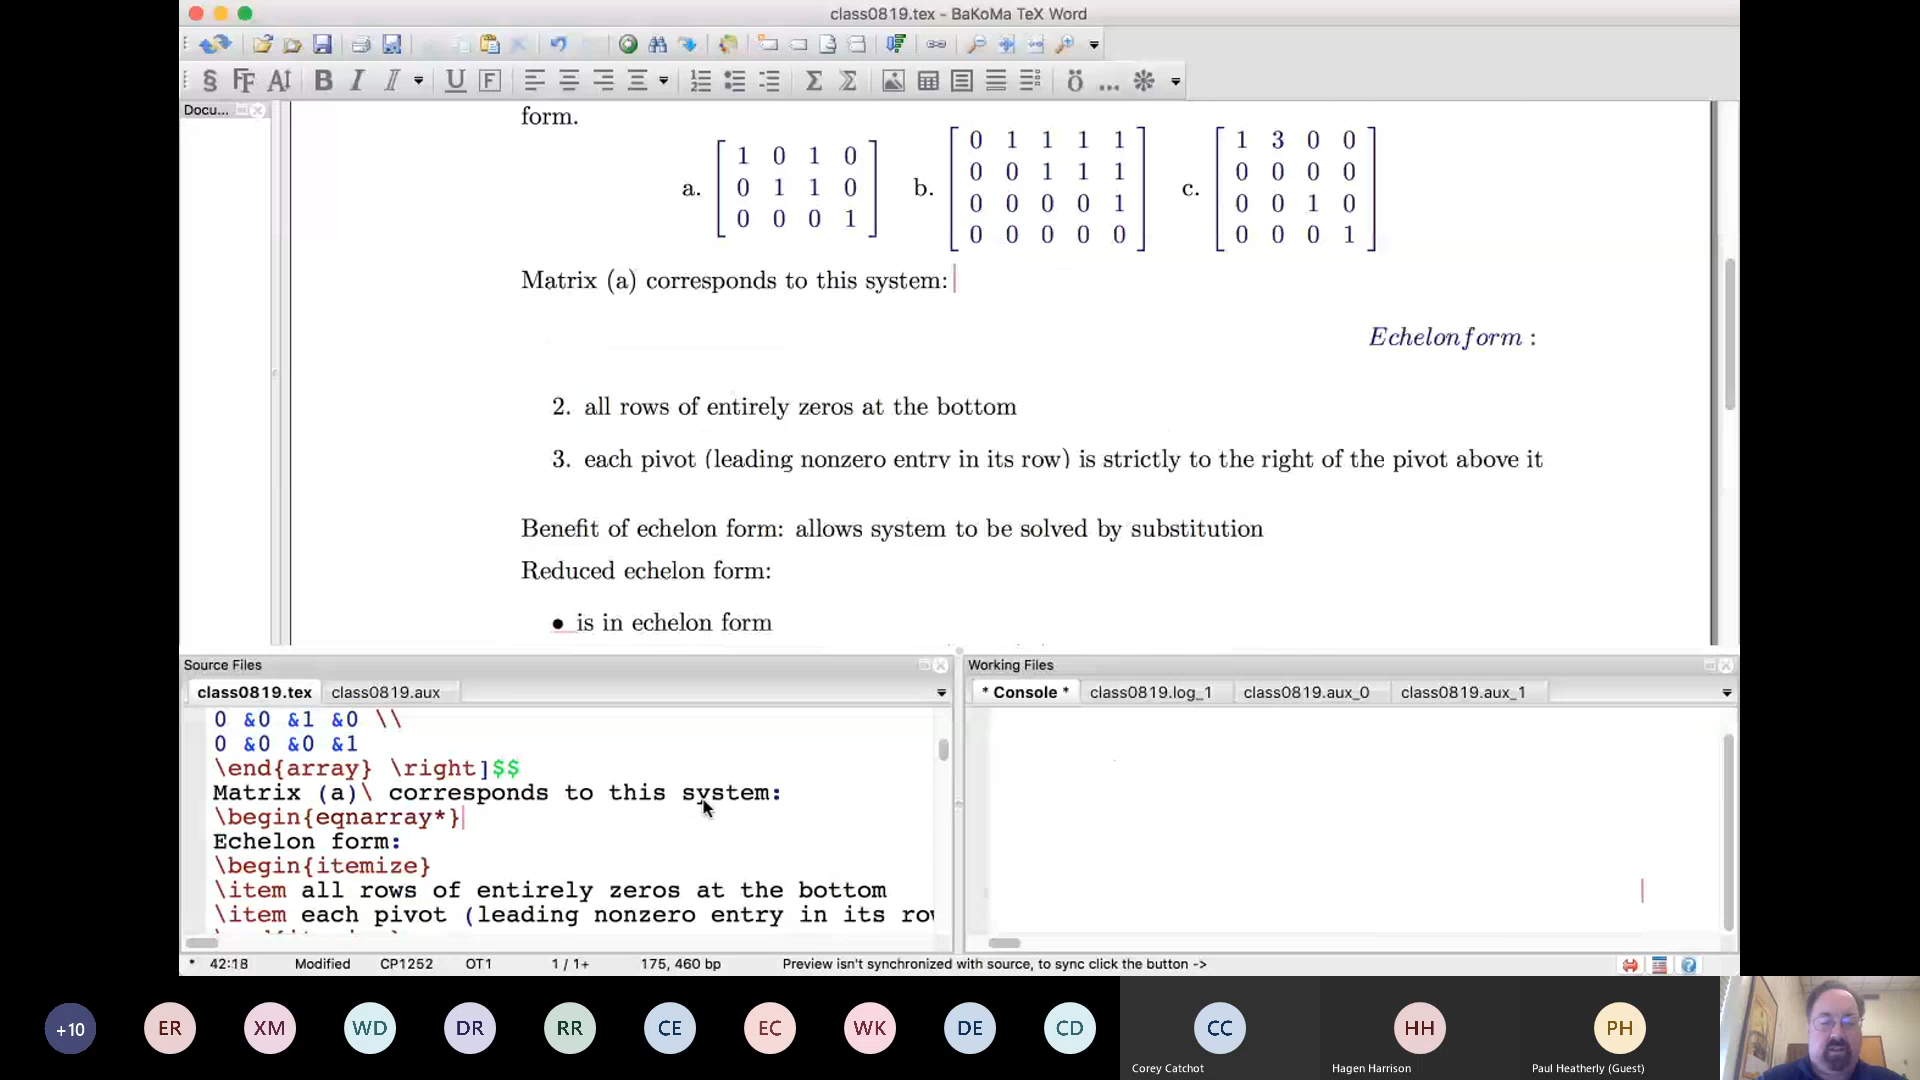 class0819.tex - BaKoMa TeX Word
Docu...
form.
a. [ 1 0 1 0
0 1 1 0
0 0 0 1 ]
b. [ 0 1 1 1 1
0 0 1 1 1
0 0 0 0 1
0 0 0 0 0 ]
c. [ 1 3 0 0
0 0 0 0
0 0 1 0
0 0 0 1 ]
Matrix (a) corresponds to this system:
Echelonform :
2. all rows of entirely zeros at the bottom
3. each pivot (leading nonzero entry in its row) is strictly to the right of the pivot above it
Benefit of echelon form: allows system to be solved by substitution
Reduced echelon form:
• is in echelon form
Source Files
class0819.tex class0819.aux
0 &0 &1 &0 \\
0 &0 &0 &1
\end{array} \right]$$
Matrix (a)\ corresponds to this system:
\begin{eqnarray*}
Echelon form:
\begin{itemize}
\item all rows of entirely zeros at the bottom
\item each pivot (leading nonzero entry in its row
Working Files
* Console * class0819.log_1 class0819.aux_0 class0819.aux_1
* 42:18 Modified CP1252 OT1 1 / 1+ 175, 460 bp Preview isn't synchronized with source, to sync click the button ->
+10 ER XM WD DR RR CE EC WK DE CD CC HH PH
Corey Catchot Hagen Harrison Paul Heatherly (Guest)